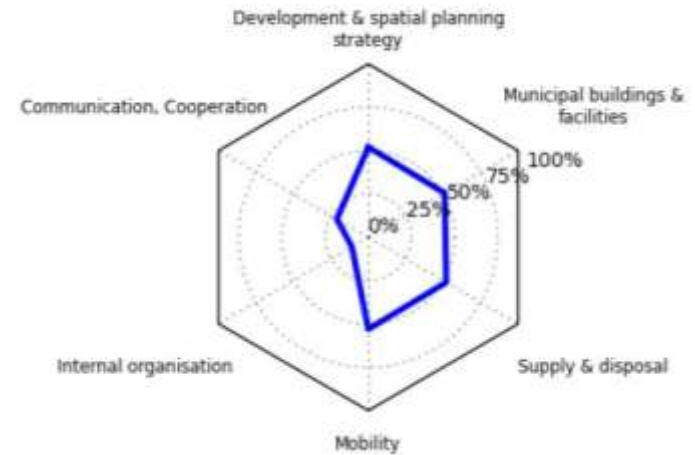 Development & spatial planning
strategy
Communication, Cooperation
Municipal buildings &
facilities
100%
75%
50%
25%
0%
Internal organisation
Supply & disposal
Mobility